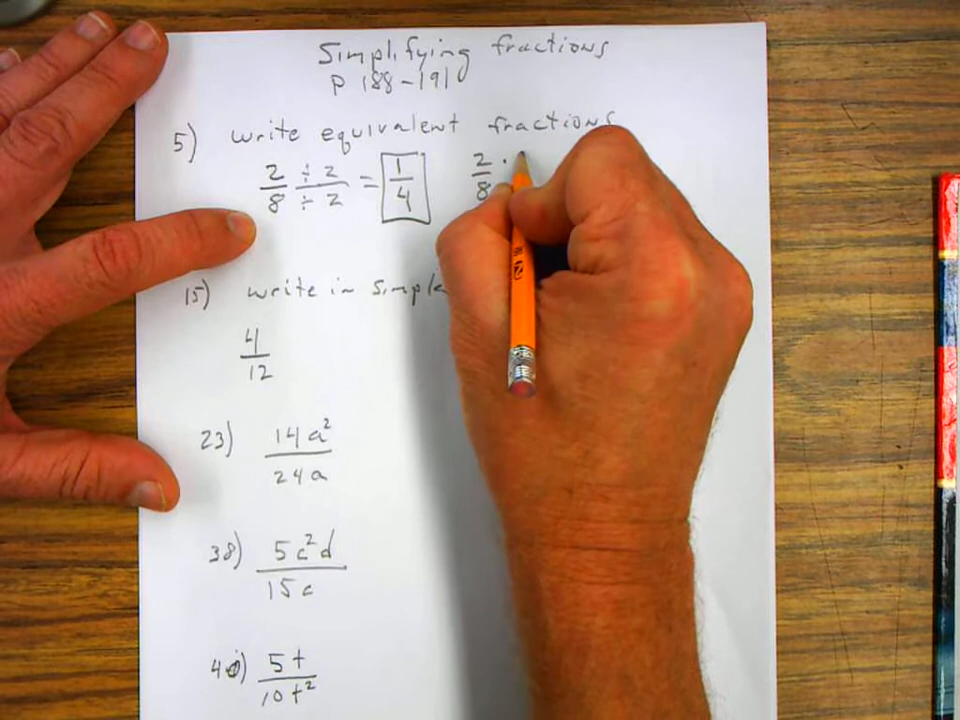 Simplifying fractions
P 188-191
5) write equivalent fractions
2/8 ÷ 2/÷ 2 = 1/4 2/8 ·
15) write in simple
4/12
23) 14a²/24a
38) 5c²d/15c
40) 5t/10t²